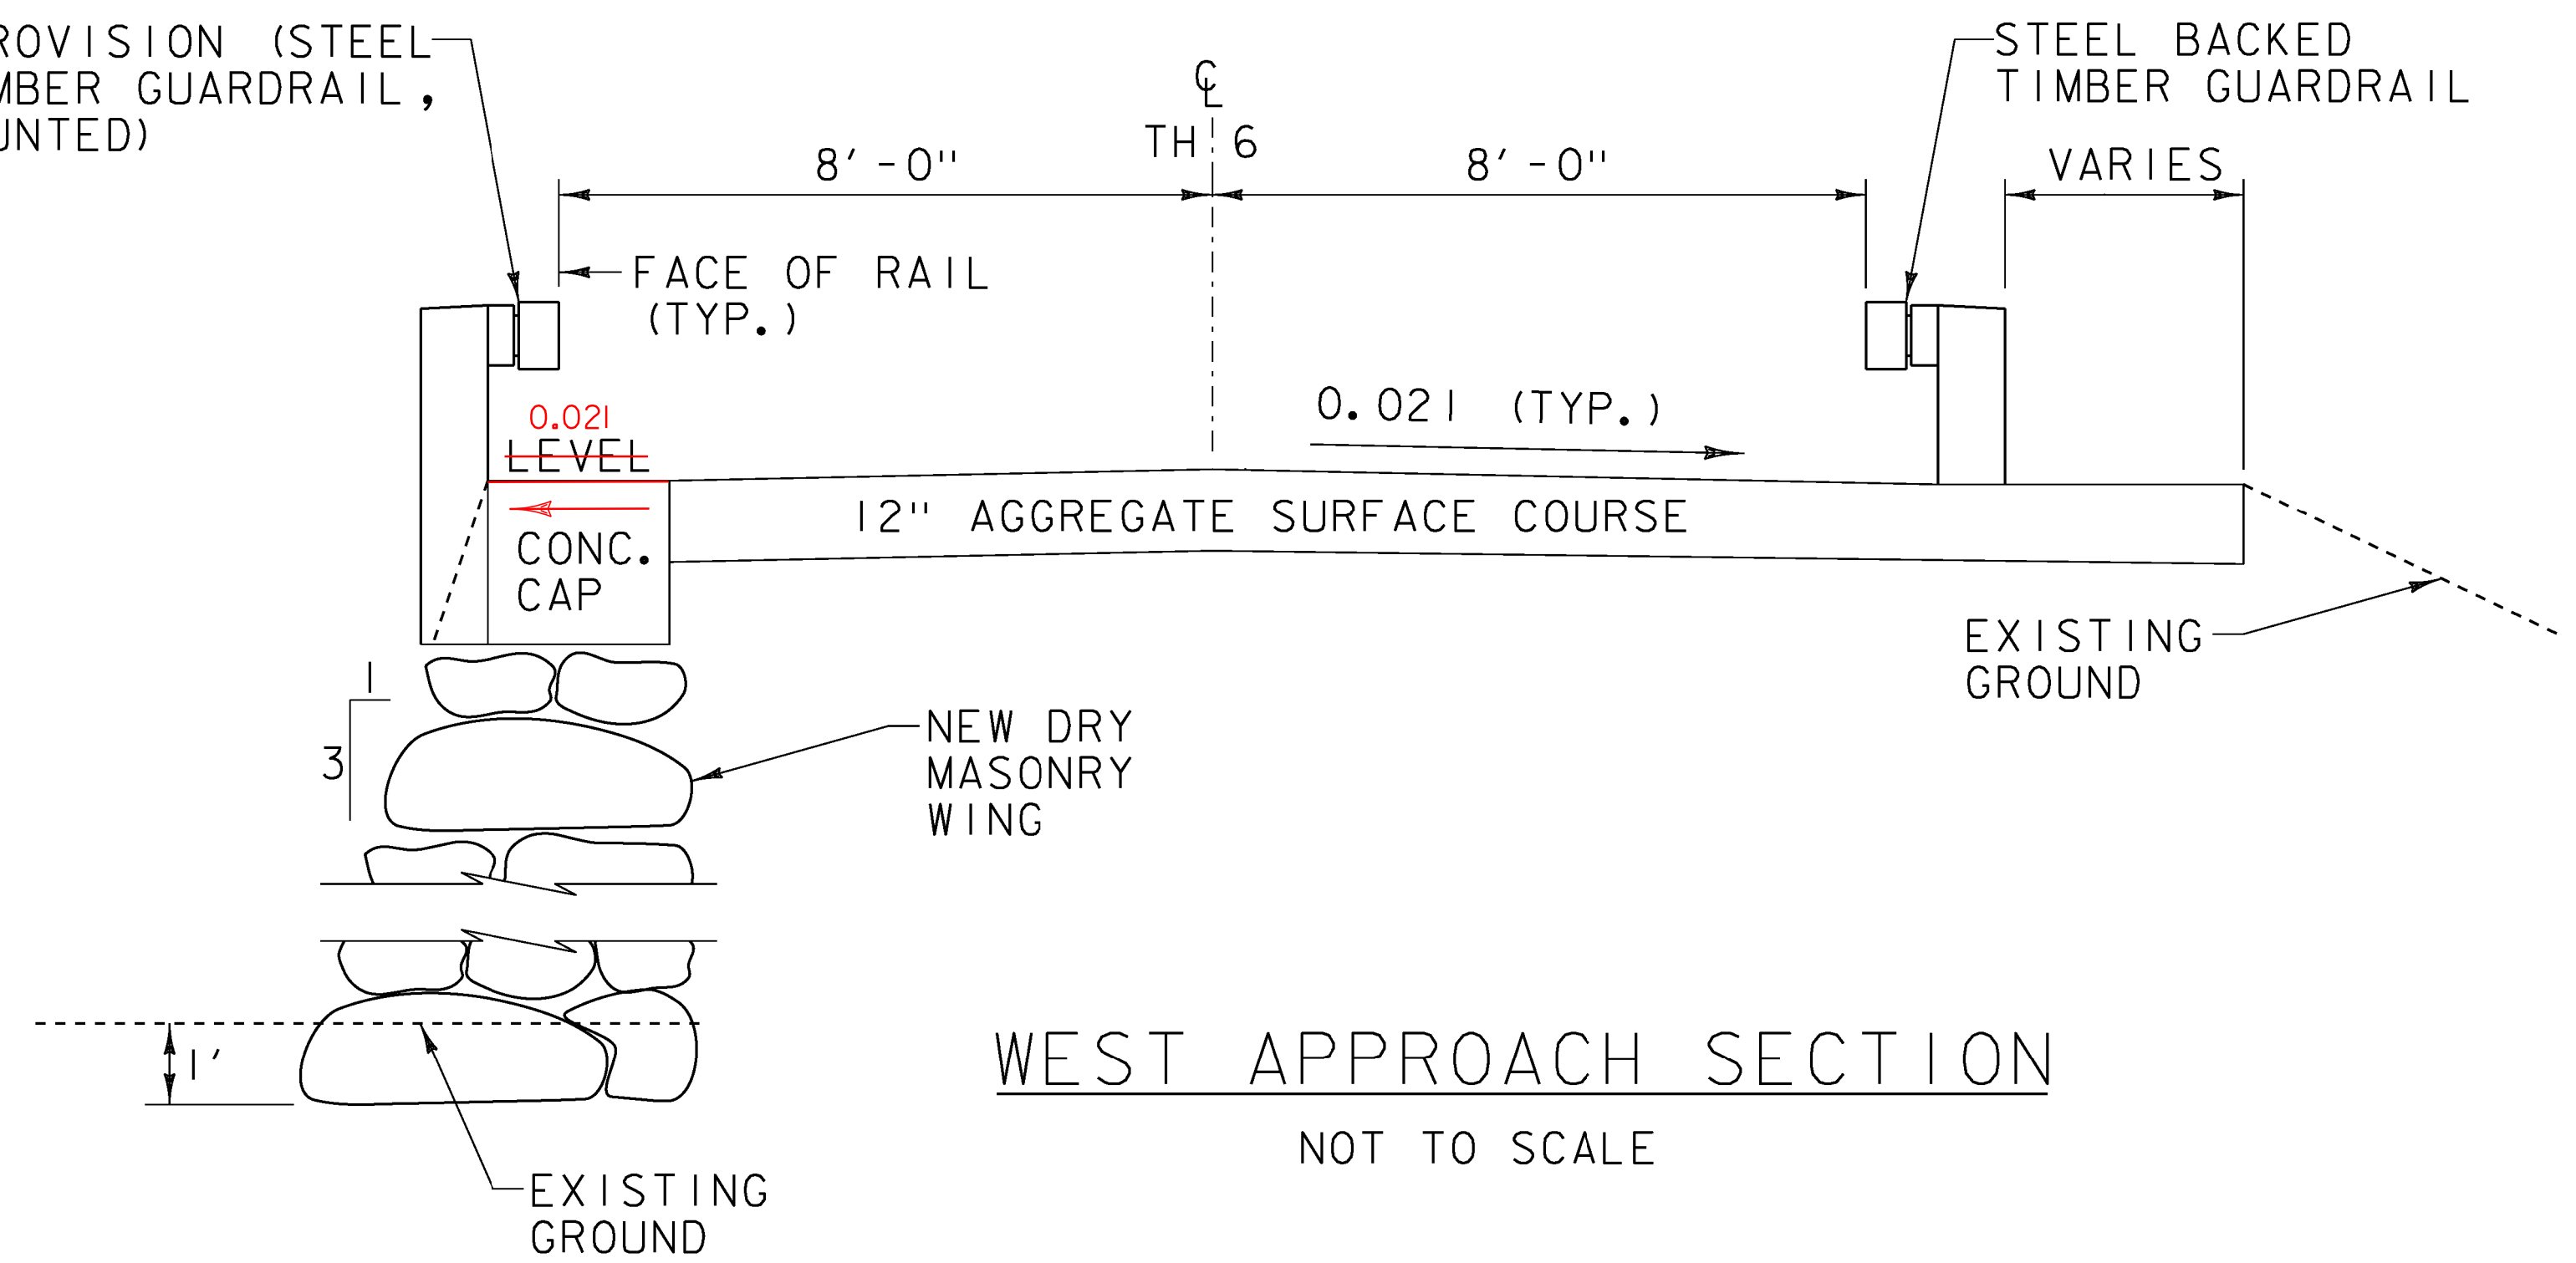 ROVISION (STEEL
MBER GUARDRAIL,
UNTED)
℄
TH 6
STEEL BACKED
TIMBER GUARDRAIL
8'-0"
8'-0"
VARIES
FACE OF RAIL
(TYP.)
0.021
LEVEL
0.021 (TYP.)
12" AGGREGATE SURFACE COURSE
CONC.
CAP
EXISTING
GROUND
1
3
NEW DRY
MASONRY
WING
1'
WEST APPROACH SECTION
NOT TO SCALE
EXISTING
GROUND